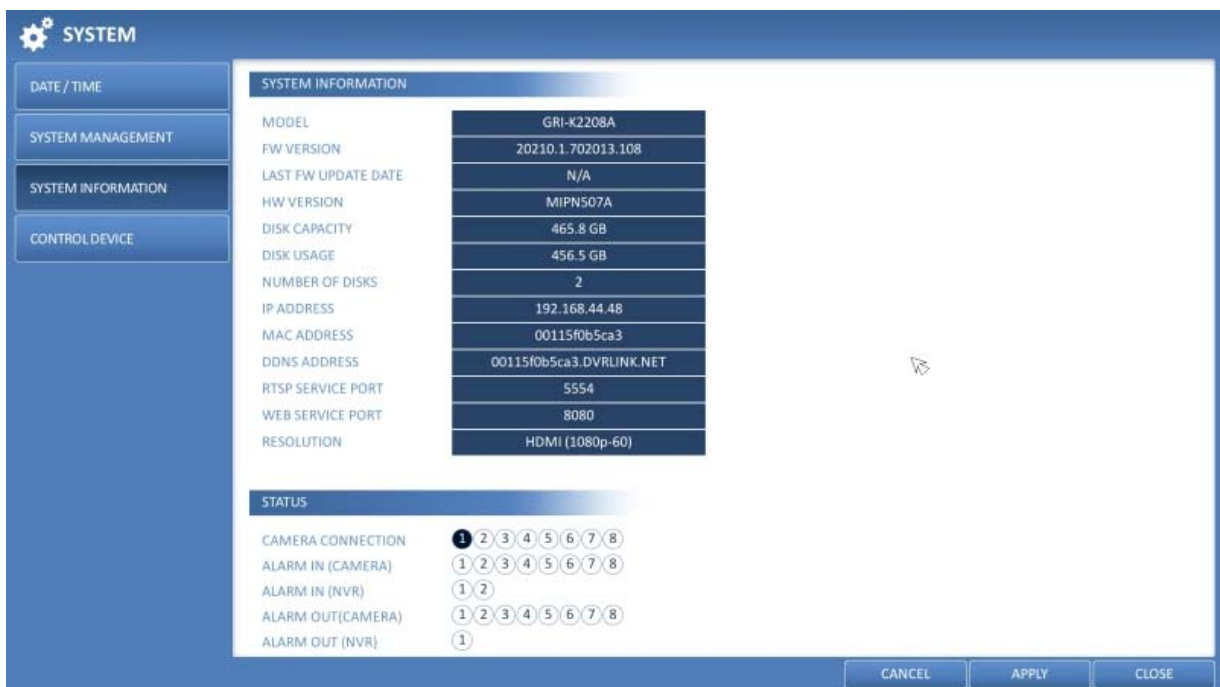 SYSTEM
DATE / TIME
SYSTEM MANAGEMENT
SYSTEM INFORMATION
CONTROL DEVICE
SYSTEM INFORMATION
MODEL GRI-K2208A
FW VERSION 20210.1.702013.108
LAST FW UPDATE DATE N/A
HW VERSION MIPN507A
DISK CAPACITY 465.8 GB
DISK USAGE 456.5 GB
NUMBER OF DISKS 2
IP ADDRESS 192.168.44.48
MAC ADDRESS 00115f0b5ca3
DDNS ADDRESS 00115f0b5ca3.DVRLINK.NET
RTSP SERVICE PORT 5554
WEB SERVICE PORT 8080
RESOLUTION HDMI (1080p-60)
STATUS
CAMERA CONNECTION 1 2 3 4 5 6 7 8
ALARM IN (CAMERA) 1 2 3 4 5 6 7 8
ALARM IN (NVR) 1 2
ALARM OUT(CAMERA) 1 2 3 4 5 6 7 8
ALARM OUT (NVR) 1
CANCEL APPLY CLOSE